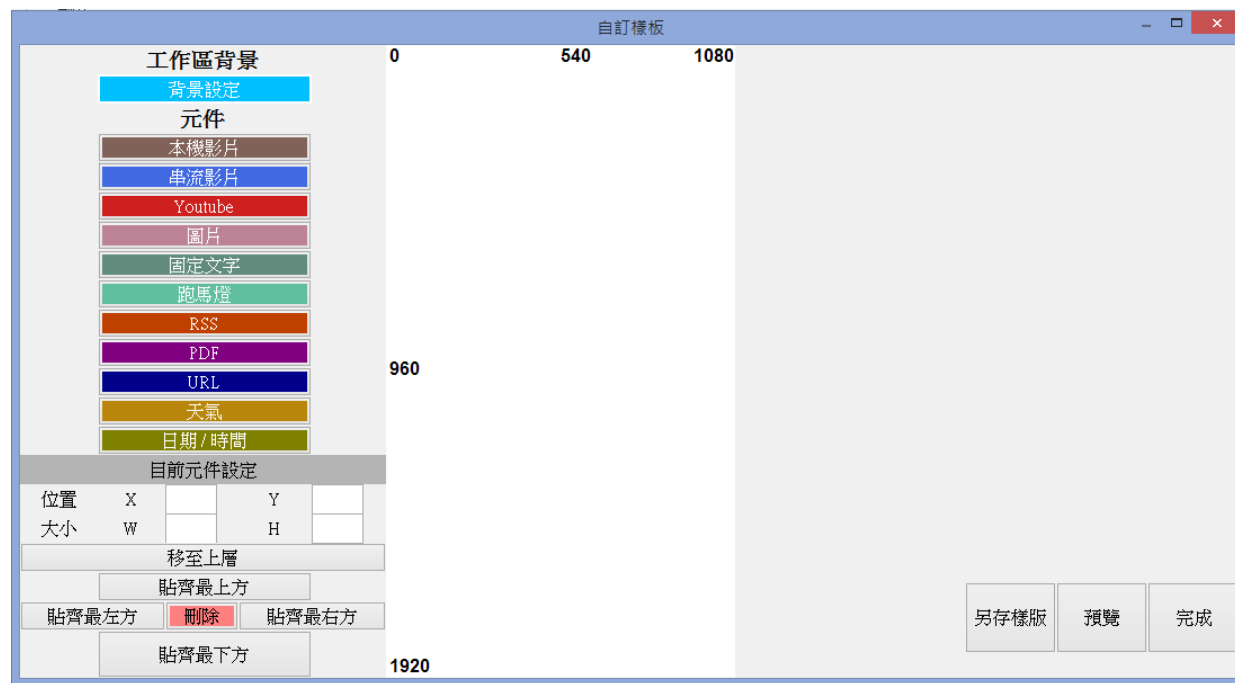 自訂樣板
工作區背景
背景設定
元件
本機影片
串流影片
Youtube
圖片
固定文字
跑馬燈
RSS
PDF
URL
天氣
日期/時間
目前元件設定
位置 X Y
大小 W H
移至上層
貼齊最上方
貼齊最左方 刪除 貼齊最右方
貼齊最下方
0 540 1080
960
1920
另存樣版 預覽 完成